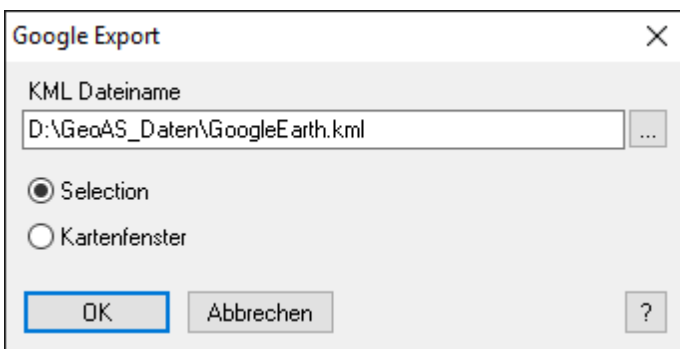 Google Export
KML Dateiname
D:\GeoAS_Daten\GoogleEarth.kml
...
Selection
Kartenfenster
OK Abbrechen ?